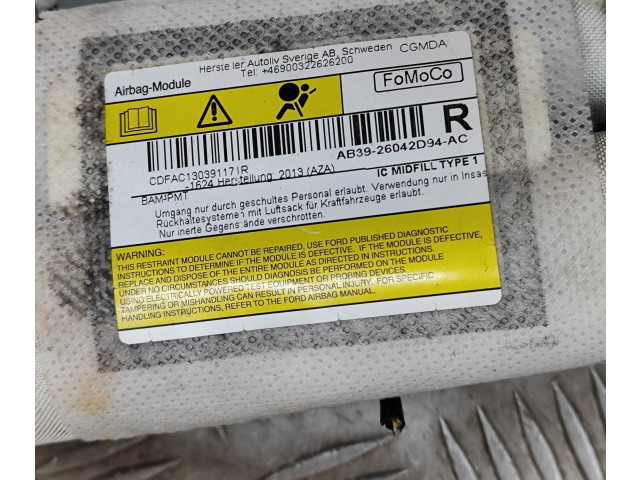 Hersteller Autoliv Sverige AB, Schweden CGMDA
Tel: +46900322626200
Airbag-Module
FoMoCo
R
CDFAC130391171R
AB39-26042D94-AC
-1624 Herstellung: 2013 (AZA)
BAM-PMT
IC MIDFILL TYPE 1
Umgang nur durch geschultes Personal erlaubt. Verwendung nur in Insas
Rückhaltesystemen mit Luftsack für Kraftfahrzeuge erlaubt.
Nur inerte Gegenstände verschrotten.
WARNING:
THIS RESTRAINT MODULE CANNOT BE REPAIRED, USE FORD PUBLISHED DIAGNOSTIC
INSTRUCTIONS TO DETERMINE IF THE MODULE IS DEFECTIVE. IF THE MODULE IS DEFECTIVE,
REPLACE AND DISPOSE OF THE ENTIRE MODULE AS DIRECTED IN INSTRUCTIONS.
UNDER NO CIRCUMSTANCES SHOULD DIAGNOSIS BE PERFORMED ON THE MODULE
USING ELECTRICALLY POWERED TEST EQUIPMENT OR PROBING DEVICES.
TAMPERING OR MISHANDLING CAN RESULT IN PERSONAL INJURY. FOR SPECIFIC
HANDLING INSTRUCTIONS, REFER TO THE FORD AIRBAG MANUAL.